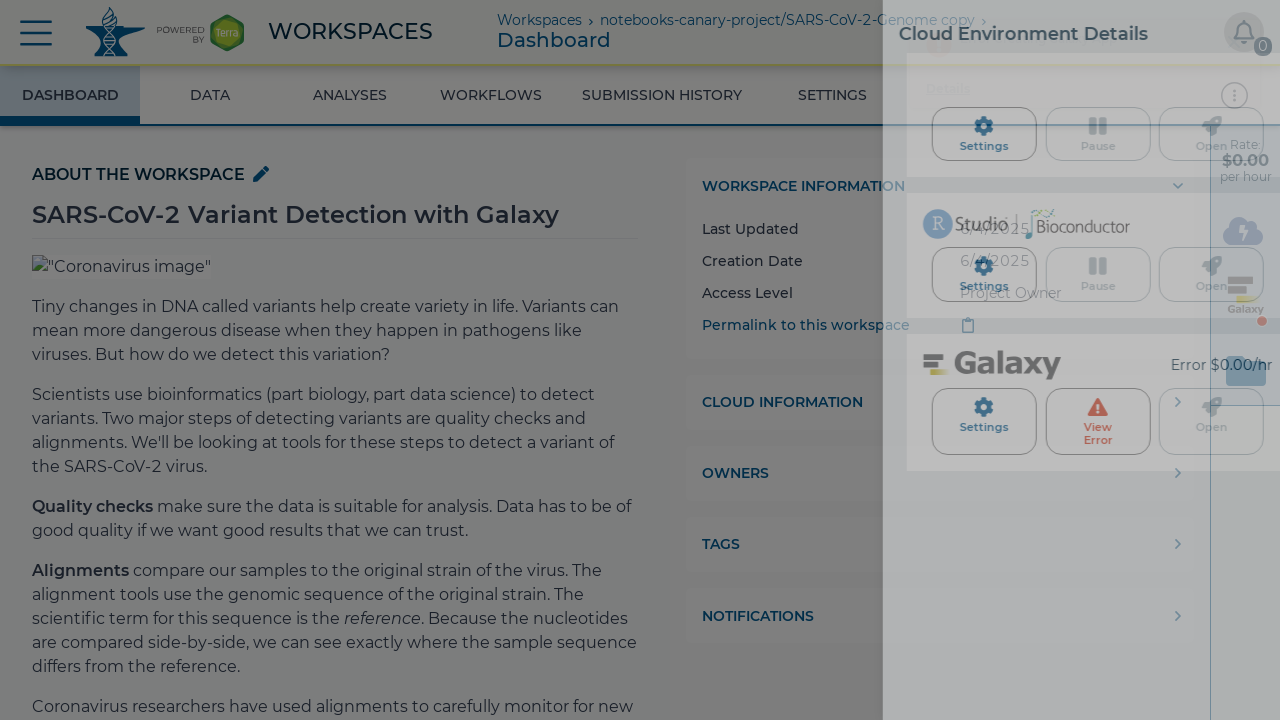 POWERED
BY
Terra
WORKSPACES
Workspaces › notebooks-canary-project/SARS-CoV-2-Genome copy ›
Dashboard
0
DASHBOARD
DATA
ANALYSES
WORKFLOWS
SUBMISSION HISTORY
SETTINGS
ABOUT THE WORKSPACE
SARS-CoV-2 Variant Detection with Galaxy
"Coronavirus image"
Tiny changes in DNA called variants help create variety in life. Variants can
mean more dangerous disease when they happen in pathogens like
viruses. But how do we detect this variation?
Scientists use bioinformatics (part biology, part data science) to detect
variants. Two major steps of detecting variants are quality checks and
alignments. We'll be looking at tools for these steps to detect a variant of
the SARS-CoV-2 virus.
Quality checks make sure the data is suitable for analysis. Data has to be of
good quality if we want good results that we can trust.
Alignments compare our samples to the original strain of the virus. The
alignment tools use the genomic sequence of the original strain. The
scientific term for this sequence is the reference. Because the nucleotides
are compared side-by-side, we can see exactly where the sample sequence
differs from the reference.
Coronavirus researchers have used alignments to carefully monitor for new
WORKSPACE INFORMATION
Last Updated
6/4/2025
Creation Date
6/4/2025
Access Level
Project Owner
Permalink to this workspace
CLOUD INFORMATION
OWNERS
TAGS
NOTIFICATIONS
Cloud Environment Details
Settings
Pause
Open
R Studio | Bioconductor
Settings
Pause
Open
Galaxy
Error $0.00/hr
Settings
View
Error
Open
Rate:
$0.00
per hour
Galaxy